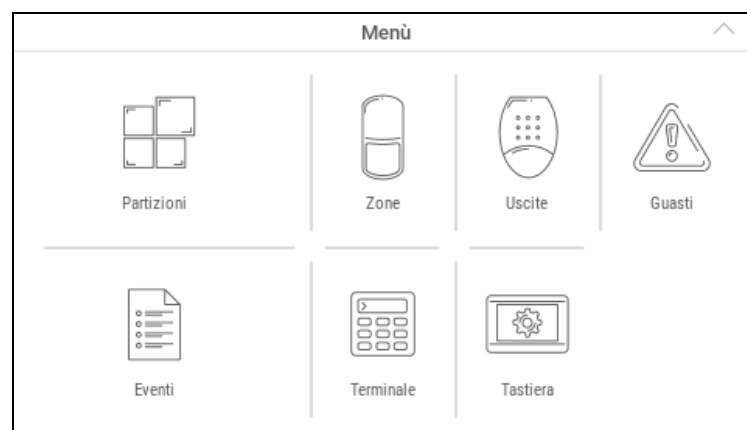 Menù
Partizioni
Zone
Uscite
Guasti
Eventi
Terminale
Tastiera